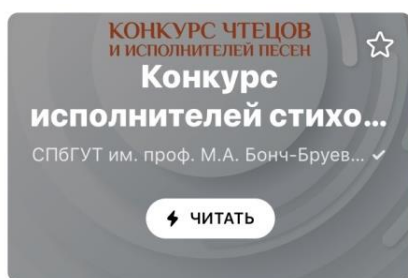 КОНКУРС ЧТЕЦОВ
И ИСПОЛНИТЕЛЕЙ ПЕСЕН
Конкурс
исполнителей стихо...
СПбГУТ им. проф. М.А. Бонч-Бруев...
ЧИТАТЬ